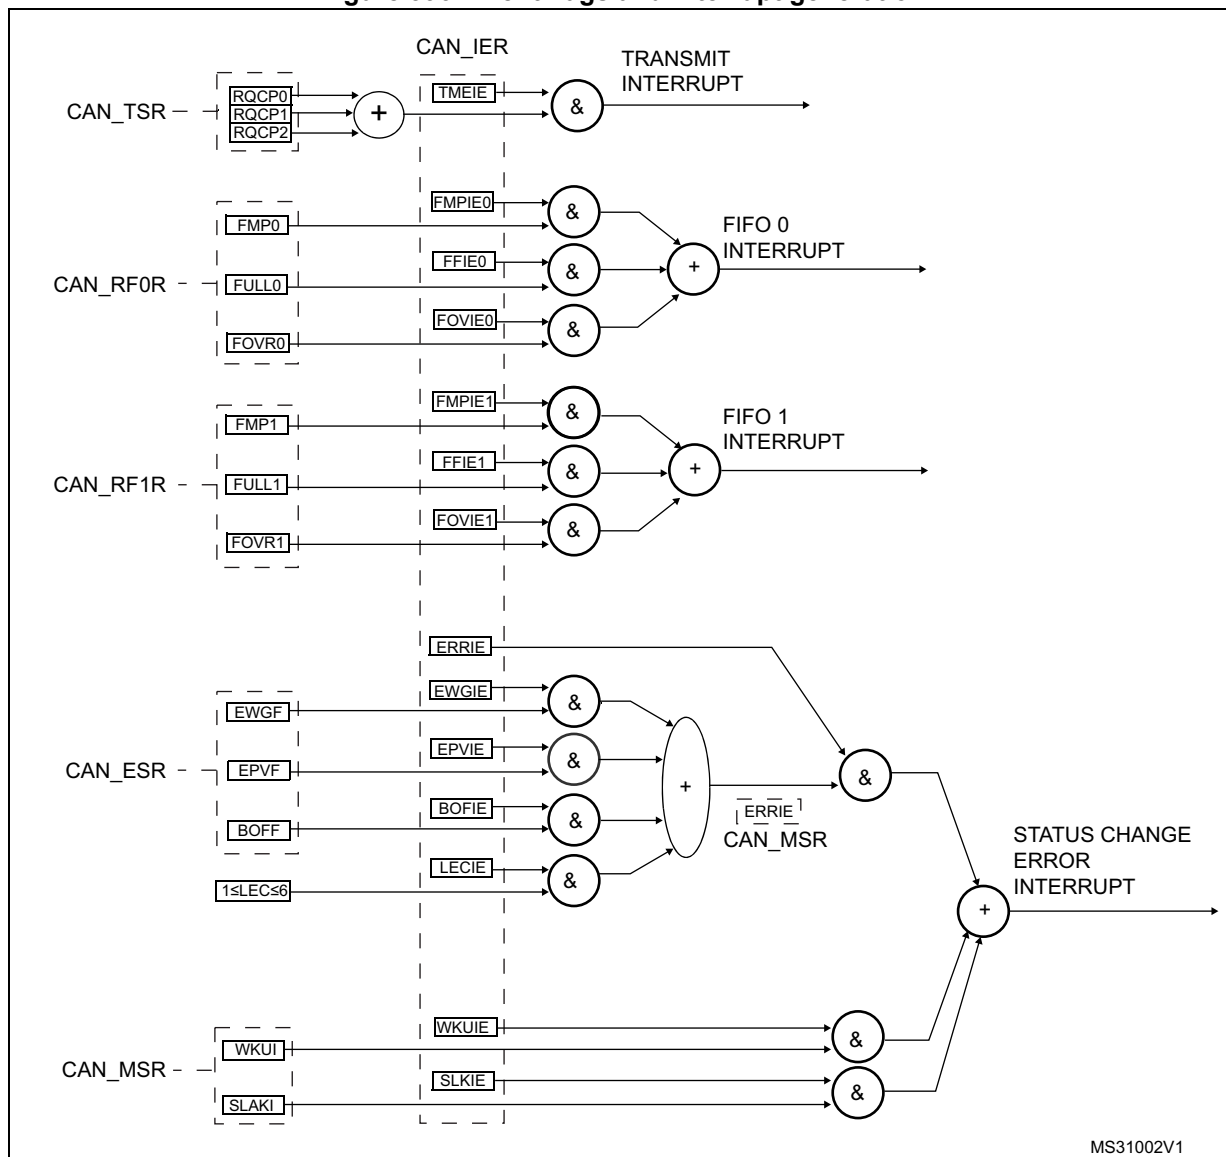 CAN_IER
TRANSMIT
INTERRUPT
CAN_TSR
RQCP0
RQCP1
RQCP2
+
TMEIE
&
CAN_RF0R
FMP0
FULL0
FOVR0
FMPIE0
FFIE0
FOVIE0
&
&
&
+
FIFO 0
INTERRUPT
CAN_RF1R
FMP1
FULL1
FOVR1
FMPIE1
FFIE1
FOVIE1
&
&
&
+
FIFO 1
INTERRUPT
CAN_ESR
EWGF
EPVF
BOFF
1≤LEC≤6
ERRIE
EWGIE
EPVIE
BOFIE
LECIE
&
&
&
&
+
ERRIE
CAN_MSR
&
STATUS CHANGE
ERROR
INTERRUPT
+
CAN_MSR
WKUI
SLAKI
WKUIE
SLKIE
&
&
MS31002V1